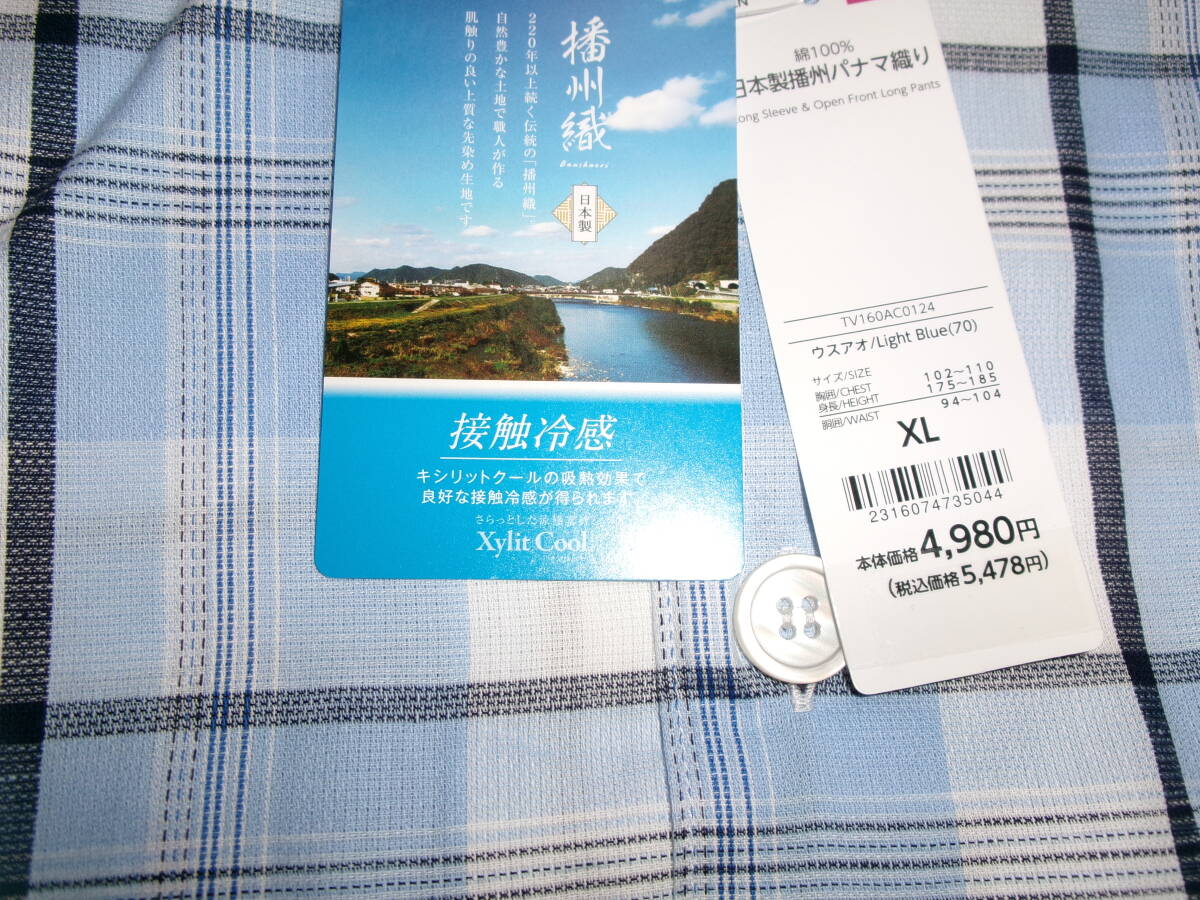 播州織
Banshuori
日本製
220年以上続く伝統の「播州織」。
自然豊かな土地で職人が作る
肌触りの良い上質な先染め生地です
接触冷感
キシリットクールの吸熱効果で
良好な接触冷感が得られます
さらっとした
Xylit Cool
綿100%
日本製播州パナマ織り
Long Sleeve & Open Front Long Pants
TV160AC0124
ウスアオ/Light Blue(70)
サイズ/SIZE
胸囲/CHEST 102〜110
身長/HEIGHT 175〜185
胴囲/WAIST 94〜104
XL
2316074735044
本体価格4,980円
(税込価格5,478円)